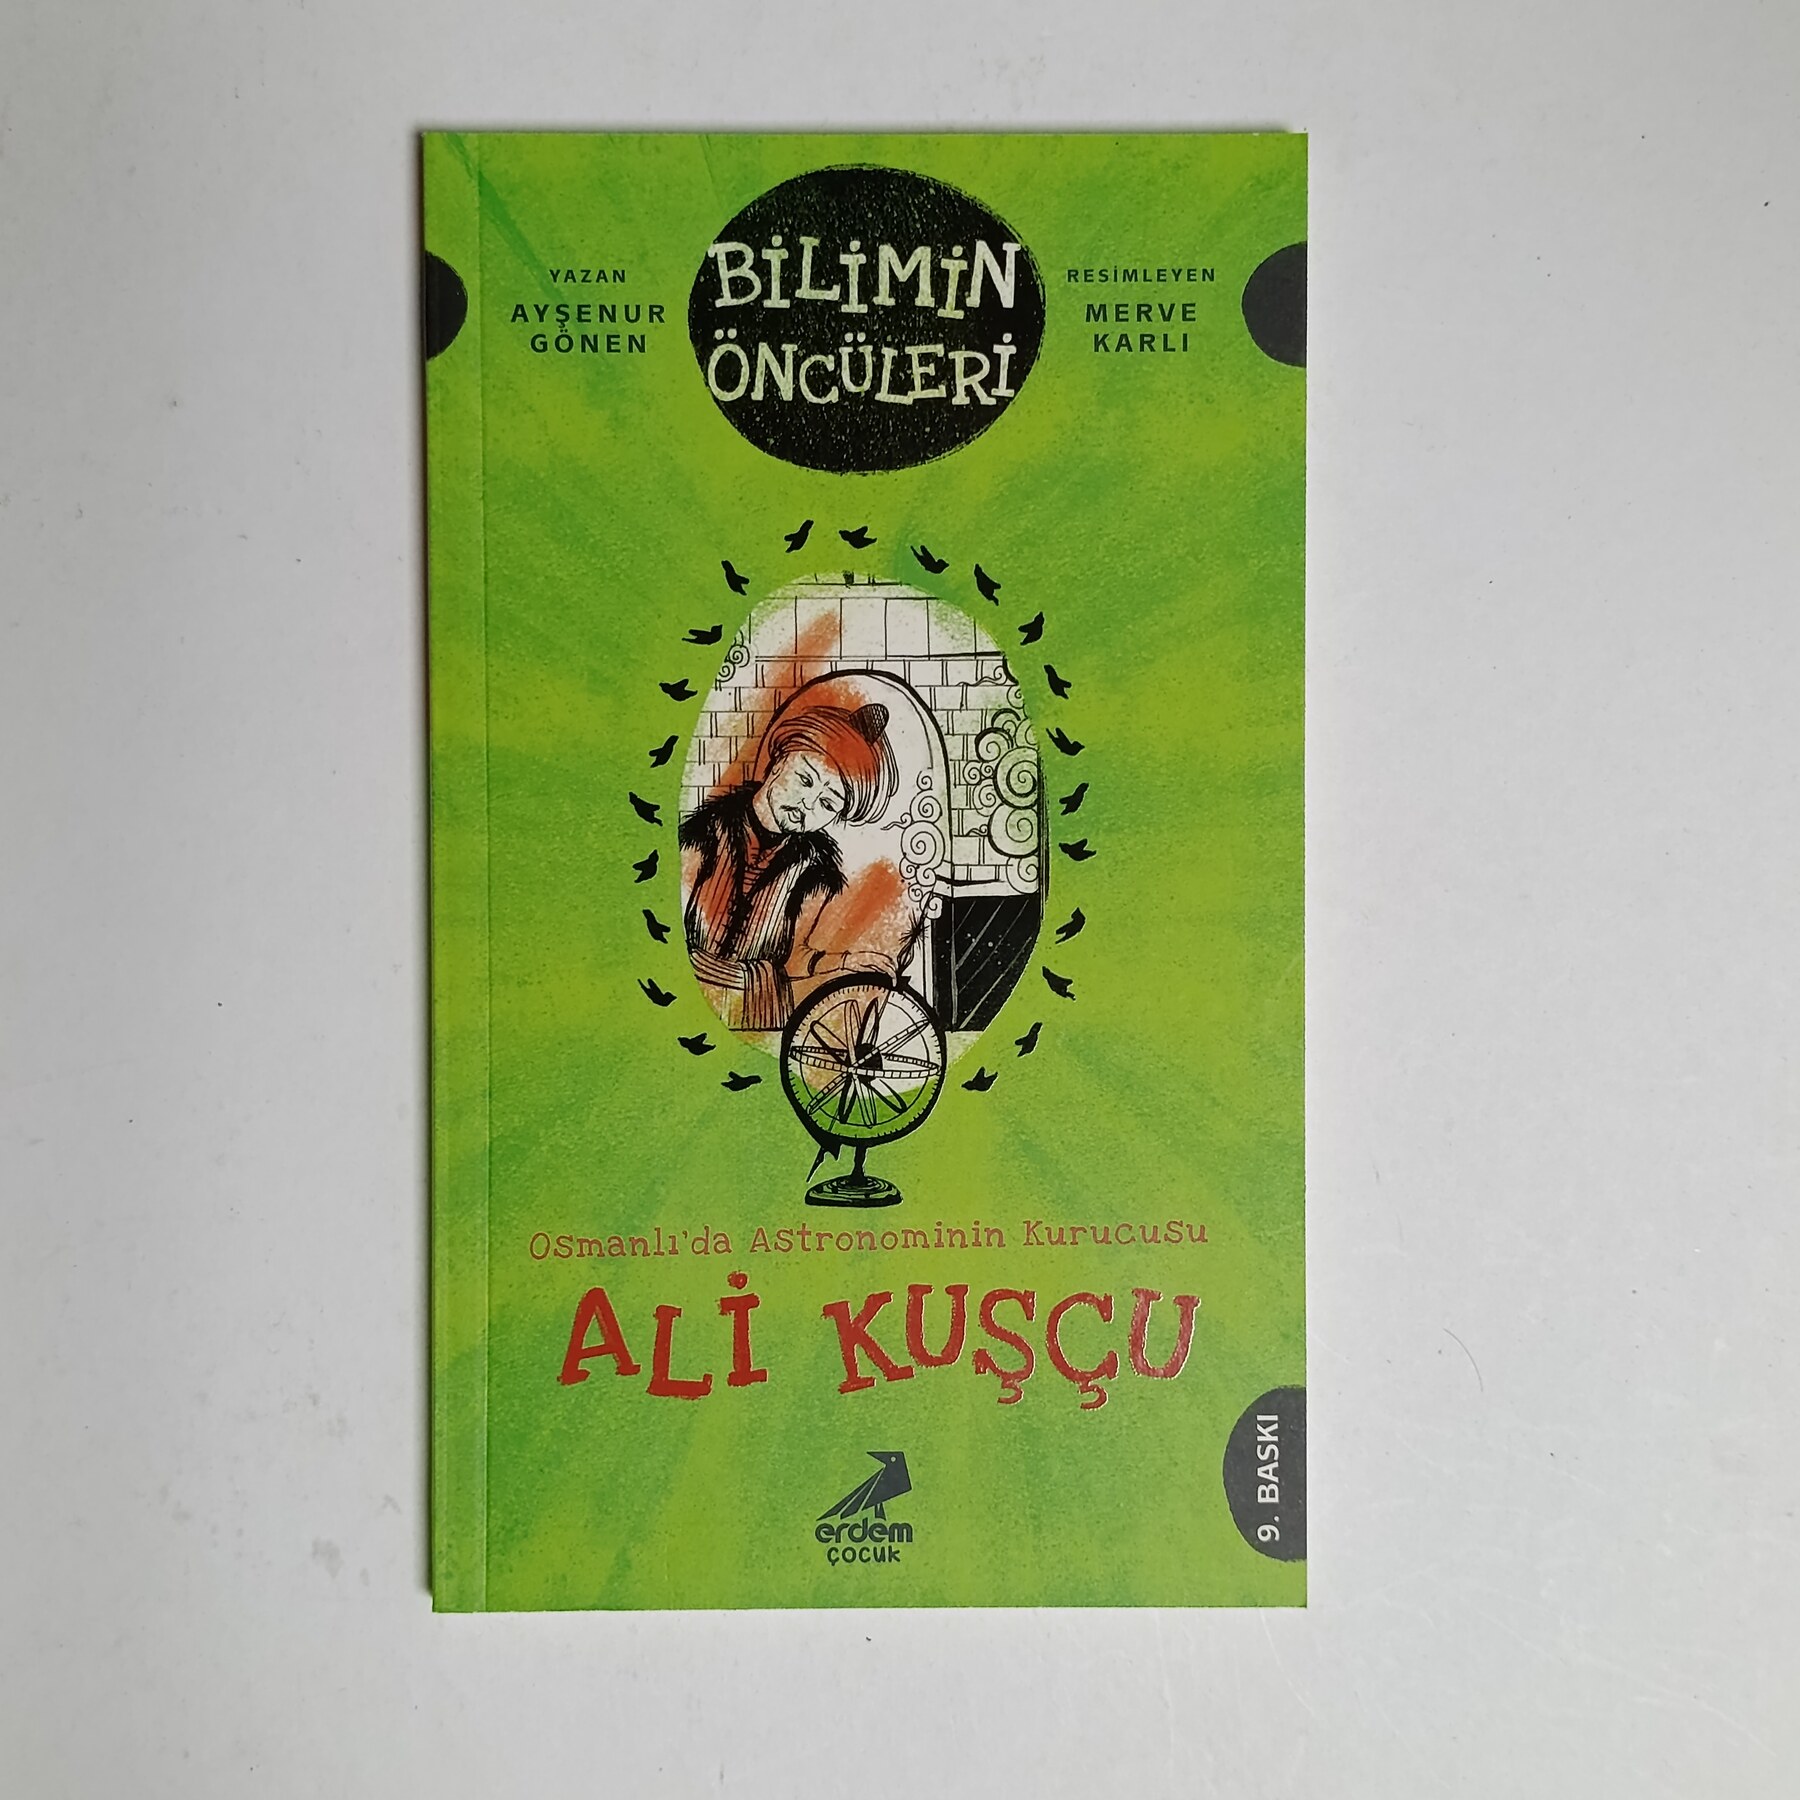 BİLİMİN
ÖNCÜLERİ
YAZAN
AYŞENUR
GÖNEN
RESİMLEYEN
MERVE
KARLI
Osmanlı'da Astronominin Kurucusu
ALİ KUŞÇU
erdem
çocuk
9. BASKI